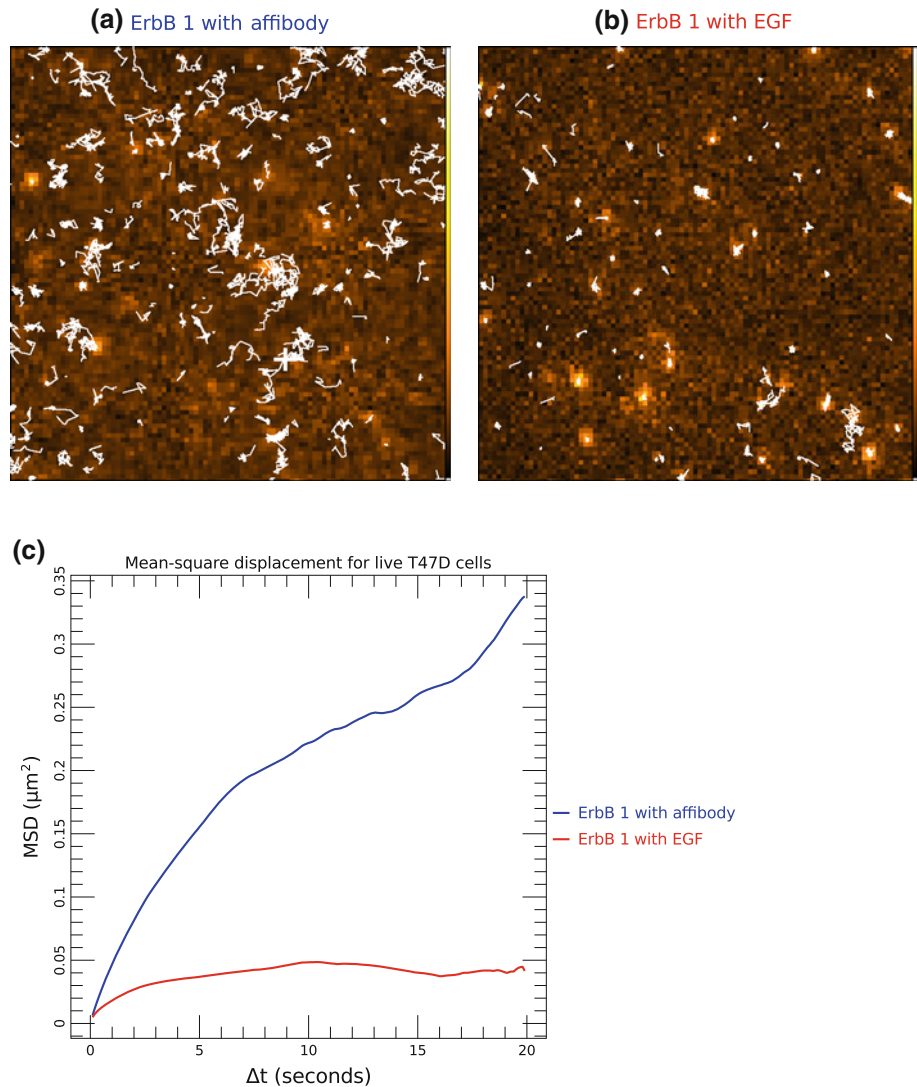 (a) ErbB 1 with affibody
(b) ErbB 1 with EGF
(c)
Mean-square displacement for live T47D cells
0.35
0.3
0.25
0.2
0.15
0.1
0.05
0
MSD (μm²)
0 5 10 15 20
Δt (seconds)
ErbB 1 with affibody
ErbB 1 with EGF